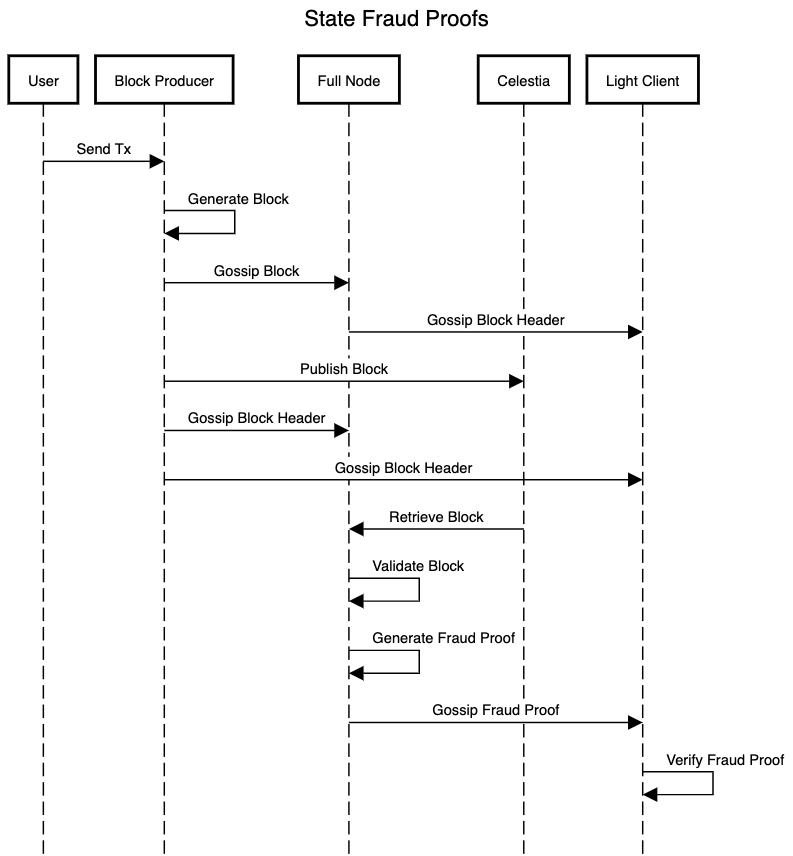 State Fraud Proofs
User
Block Producer
Full Node
Celestia
Light Client
Send Tx
Generate Block
Gossip Block
Gossip Block Header
Publish Block
Gossip Block Header
Gossip Block Header
Retrieve Block
Validate Block
Generate Fraud Proof
Gossip Fraud Proof
Verify Fraud Proof